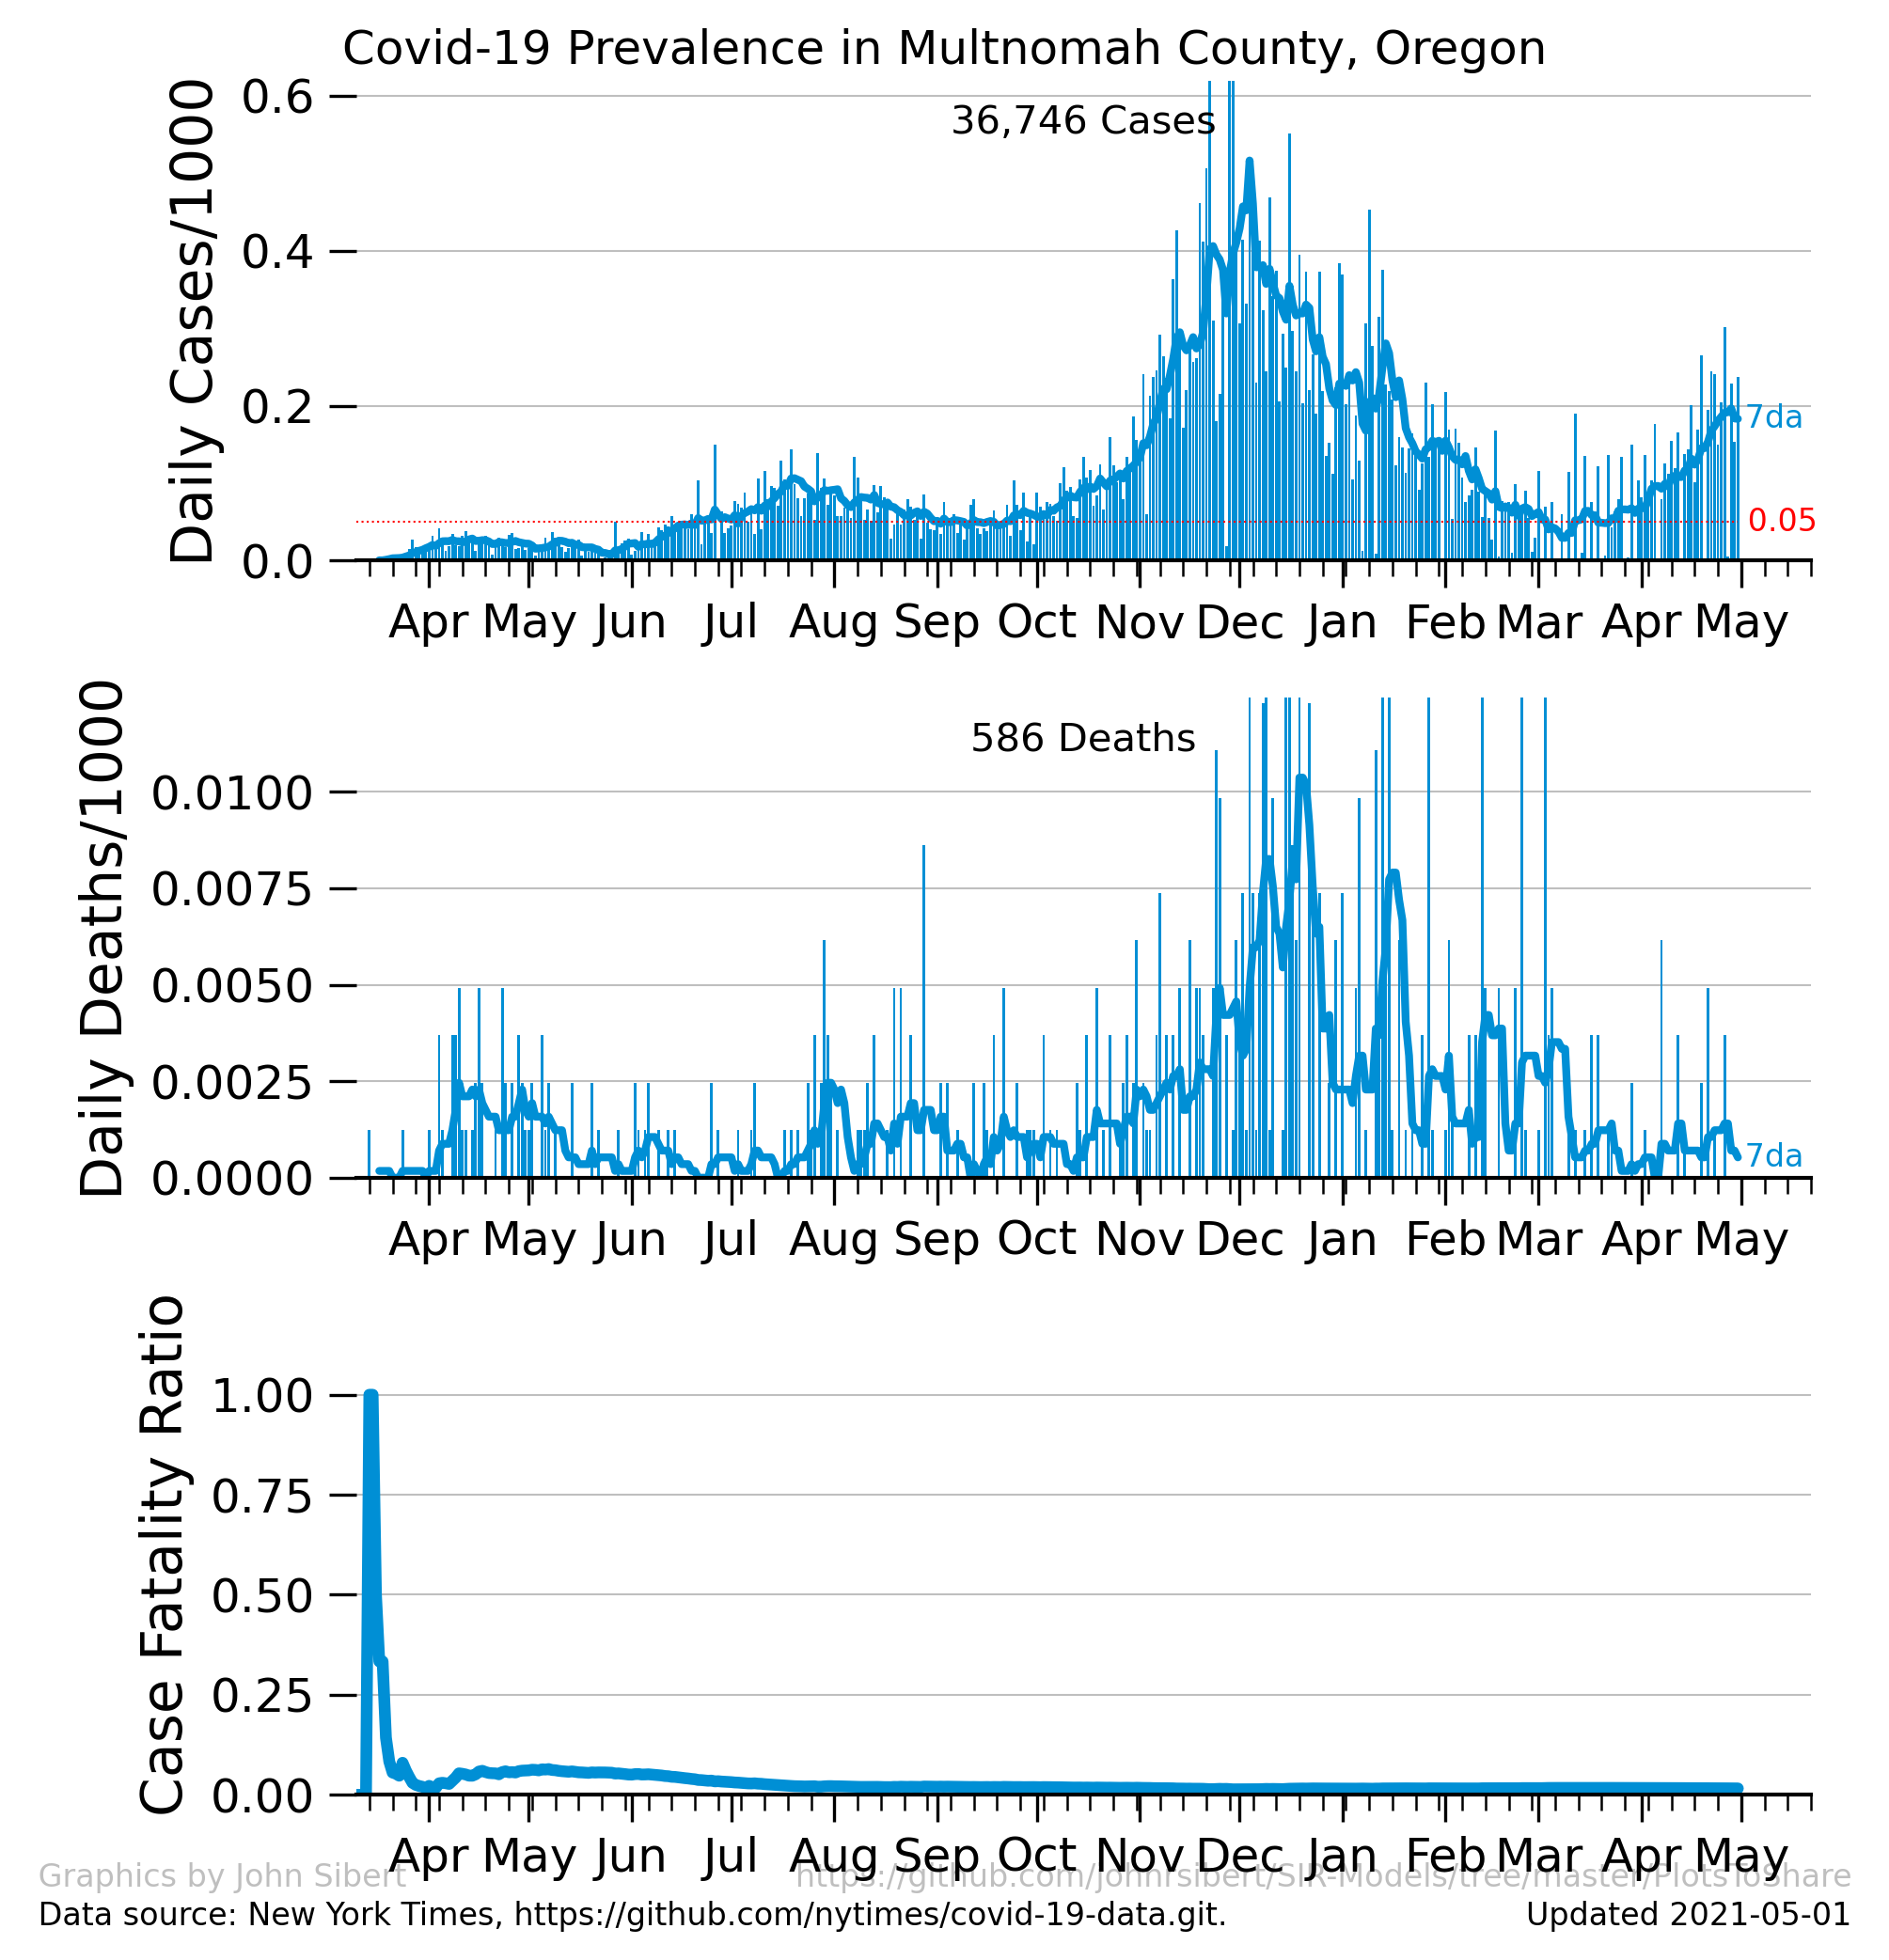 Covid-19 Prevalence in Multnomah County, Oregon
Daily Cases/1000
0.6
0.4
0.2
0.0
36,746 Cases
7da
0.05
Apr May Jun Jul Aug Sep Oct Nov Dec Jan Feb Mar Apr May
Daily Deaths/1000
0.0100
0.0075
0.0050
0.0025
0.0000
586 Deaths
7da
Apr May Jun Jul Aug Sep Oct Nov Dec Jan Feb Mar Apr May
Case Fatality Ratio
1.00
0.75
0.50
0.25
0.00
Apr May Jun Jul Aug Sep Oct Nov Dec Jan Feb Mar Apr May
Graphics by John Sibert https://github.com/johnrsibert/SIR-Models/tree/master/PlotsToShare
Data source: New York Times, https://github.com/nytimes/covid-19-data.git. Updated 2021-05-01